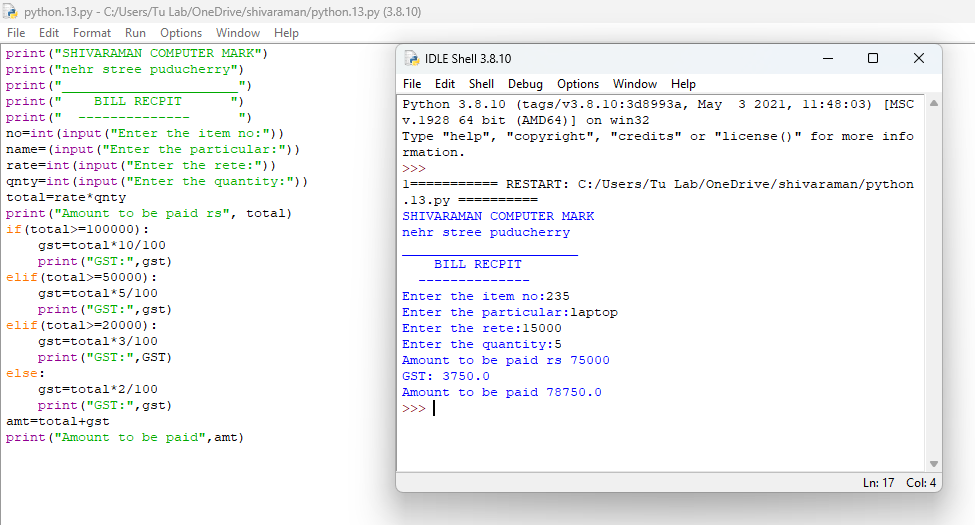 python.13.py - C:/Users/Tu Lab/OneDrive/shivaraman/python.13.py (3.8.10)
File Edit Format Run Options Window Help
print("SHIVARAMAN COMPUTER MARK")
print("nehr stree puducherry")
print("______________________")
print("    BILL RECPIT      ")
print("  --------------      ")
no=int(input("Enter the item no:"))
name=(input("Enter the particular:"))
rate=int(input("Enter the rete:"))
qnty=int(input("Enter the quantity:"))
total=rate*qnty
print("Amount to be paid rs", total)
if(total>=100000):
    gst=total*10/100
    print("GST:",gst)
elif(total>=50000):
    gst=total*5/100
    print("GST:",gst)
elif(total>=20000):
    gst=total*3/100
    print("GST:",GST)
else:
    gst=total*2/100
    print("GST:",gst)
amt=total+gst
print("Amount to be paid",amt)
IDLE Shell 3.8.10
File Edit Shell Debug Options Window Help
Python 3.8.10 (tags/v3.8.10:3d8993a, May  3 2021, 11:48:03) [MSC
v.1928 64 bit (AMD64)] on win32
Type "help", "copyright", "credits" or "license()" for more info
rmation.
>>>
l=========== RESTART: C:/Users/Tu Lab/OneDrive/shivaraman/python
.13.py ==========
SHIVARAMAN COMPUTER MARK
nehr stree puducherry
______________________
    BILL RECPIT
  --------------
Enter the item no:235
Enter the particular:laptop
Enter the rete:15000
Enter the quantity:5
Amount to be paid rs 75000
GST: 3750.0
Amount to be paid 78750.0
>>>
Ln: 17 Col: 4